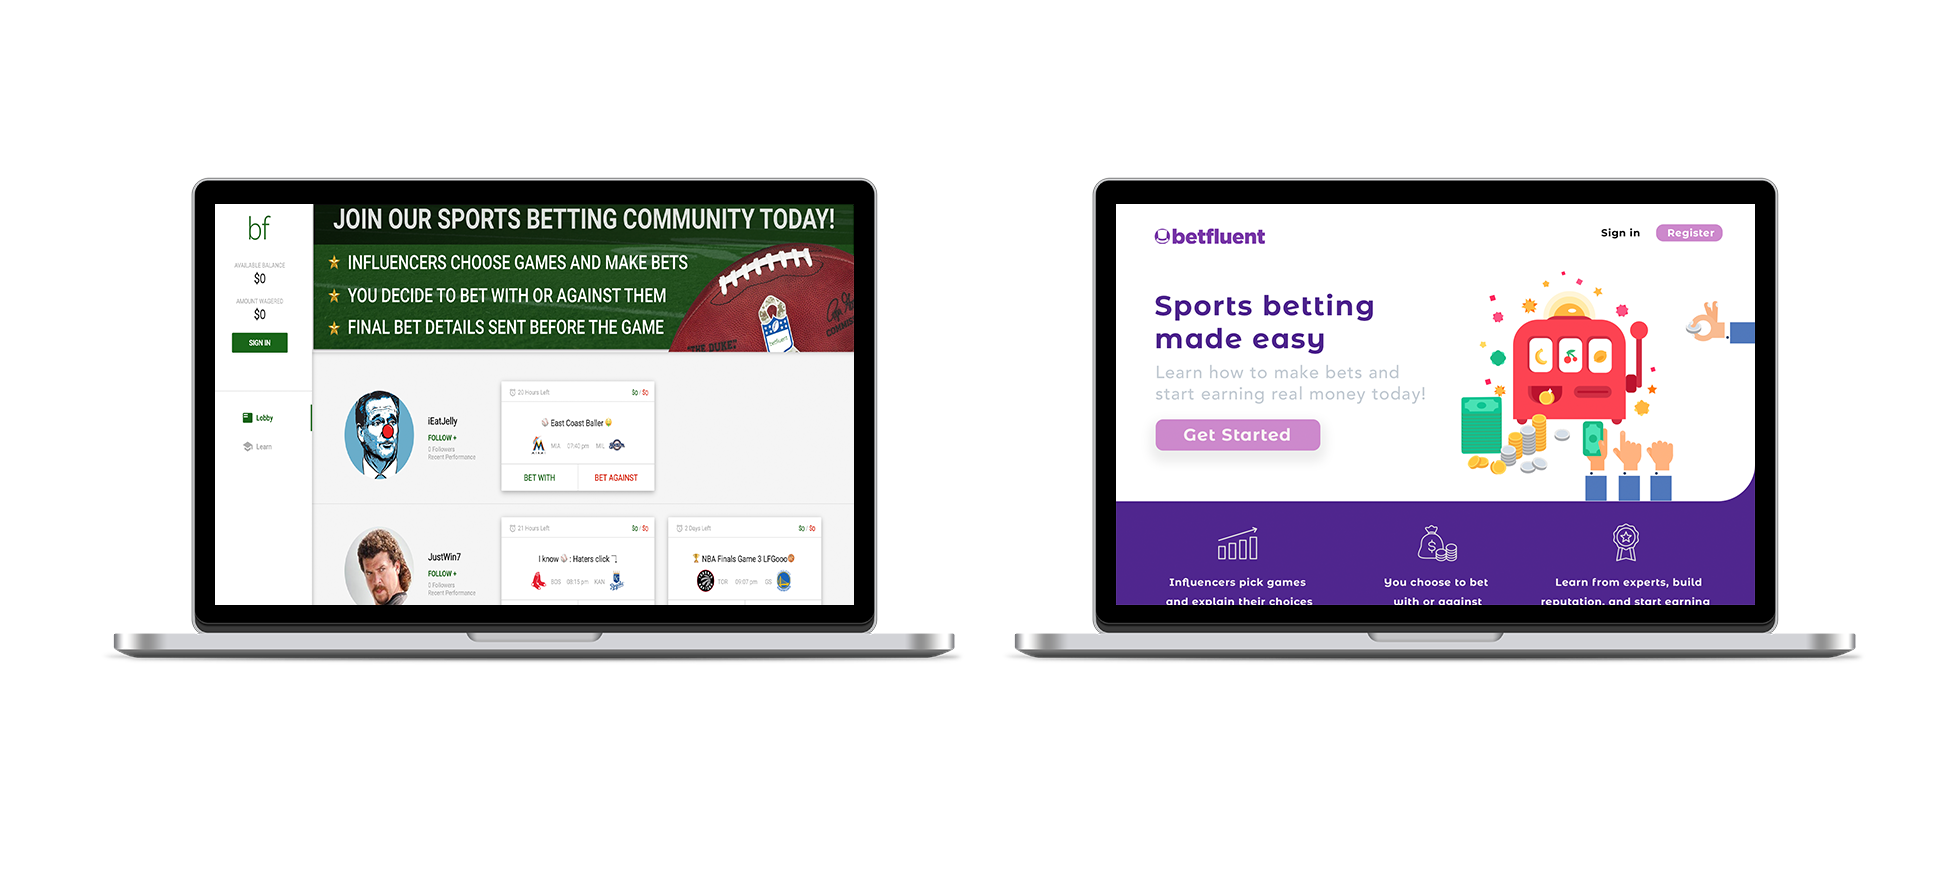 bf
AVAILABLE BALANCE
$0
AMOUNT WAGERED
$0
SIGN IN
Lobby
Learn
JOIN OUR SPORTS BETTING COMMUNITY TODAY!
INFLUENCERS CHOOSE GAMES AND MAKE BETS
YOU DECIDE TO BET WITH OR AGAINST THEM
FINAL BET DETAILS SENT BEFORE THE GAME
"THE DUKE"
betfluent
iEatJelly
FOLLOW +
0 Followers
Recent Performance
Hours Left
$0 / $0
East Coast Baller
MIA 07:40 pm MIL
BET WITH
BET AGAINST
JustWin7
FOLLOW +
0 Followers
Recent Performance
21 Hours Left
$0 / $0
I know ⚾ : Haters click
BOS 08:15 pm KAN
2 Days Left
$0 / $0
🏆 NBA Finals Game 3 LFGooo🏀
TOR 09:07 pm GS
betfluent
Sign in
Register
Sports betting
made easy
Learn how to make bets and
start earning real money today!
Get Started
Influencers pick games
and explain their choices
You choose to bet
with or against
Learn from experts, build
reputation, and start earning